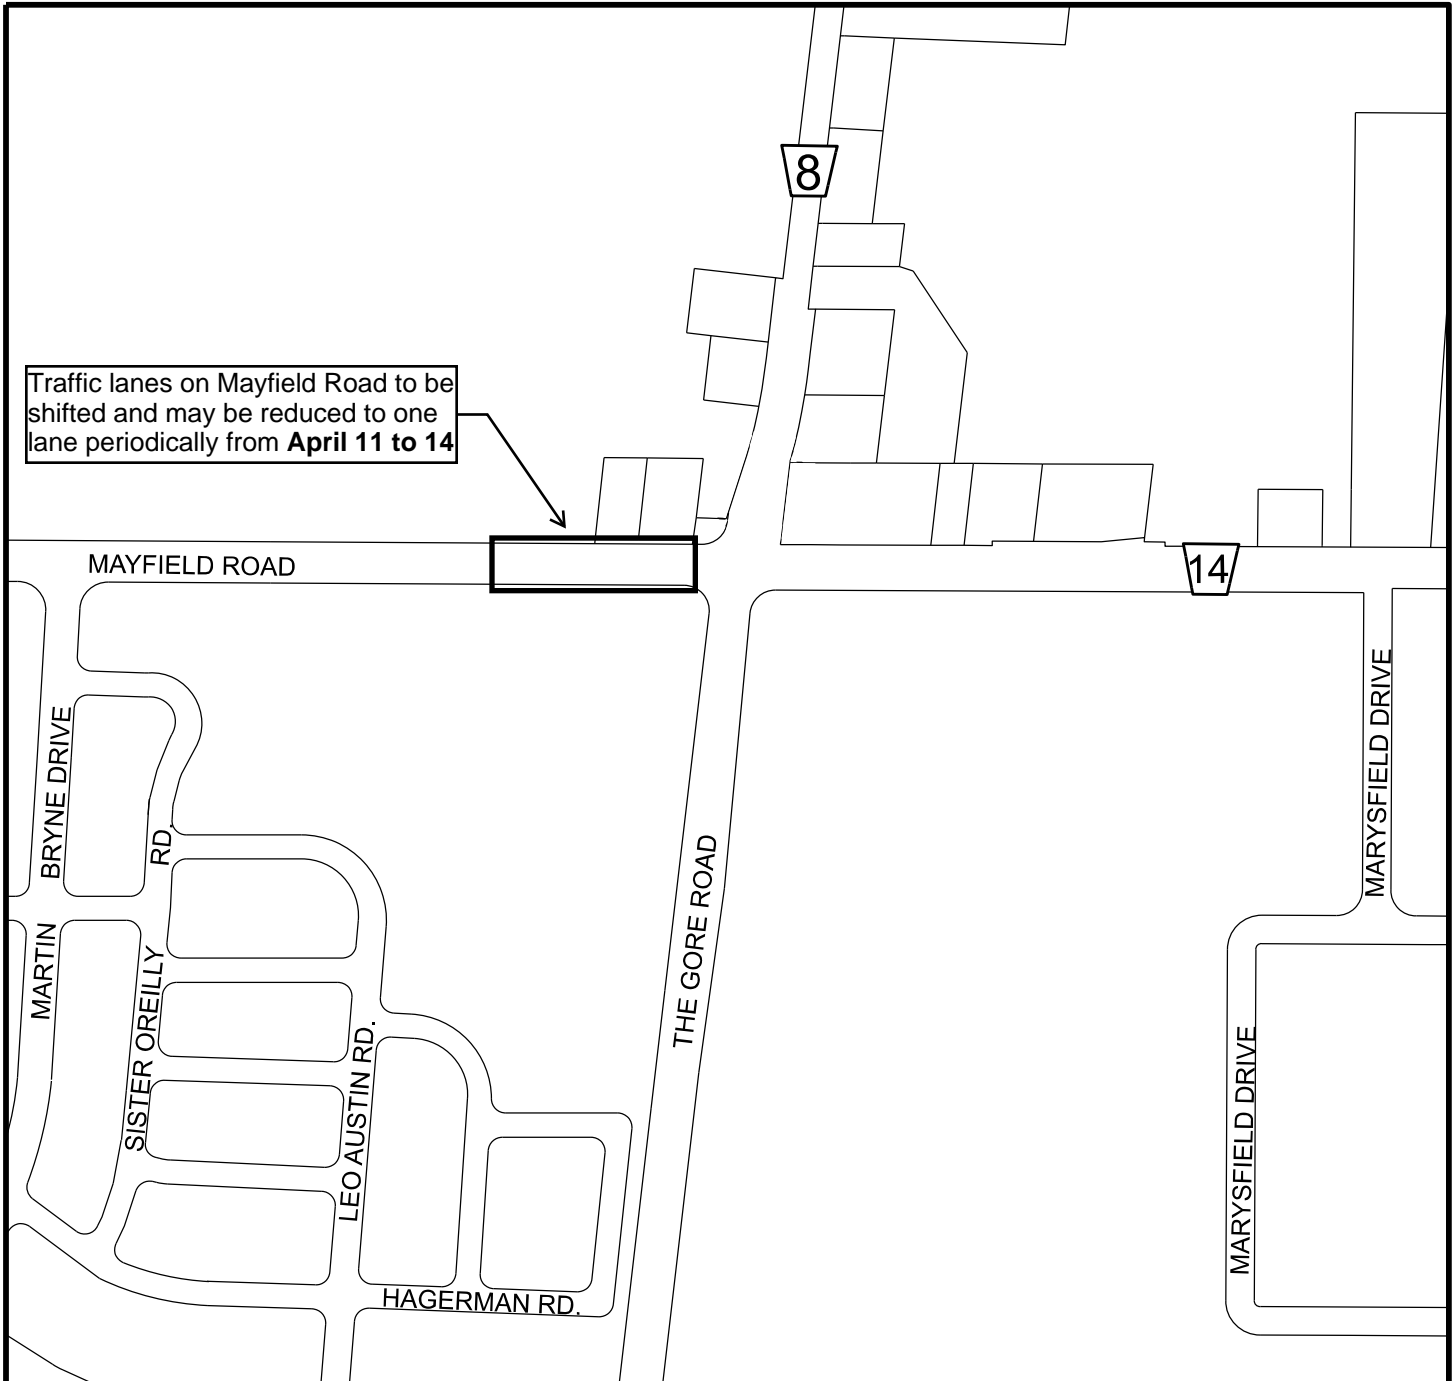 8
Traffic lanes on Mayfield Road to be
shifted and may be reduced to one
lane periodically from April 11 to 14
MAYFIELD ROAD
14
MARTIN BRYNE DRIVE
SISTER OREILLY RD.
LEO AUSTIN RD.
HAGERMAN RD.
THE GORE ROAD
MARYSFIELD DRIVE
MARYSFIELD DRIVE